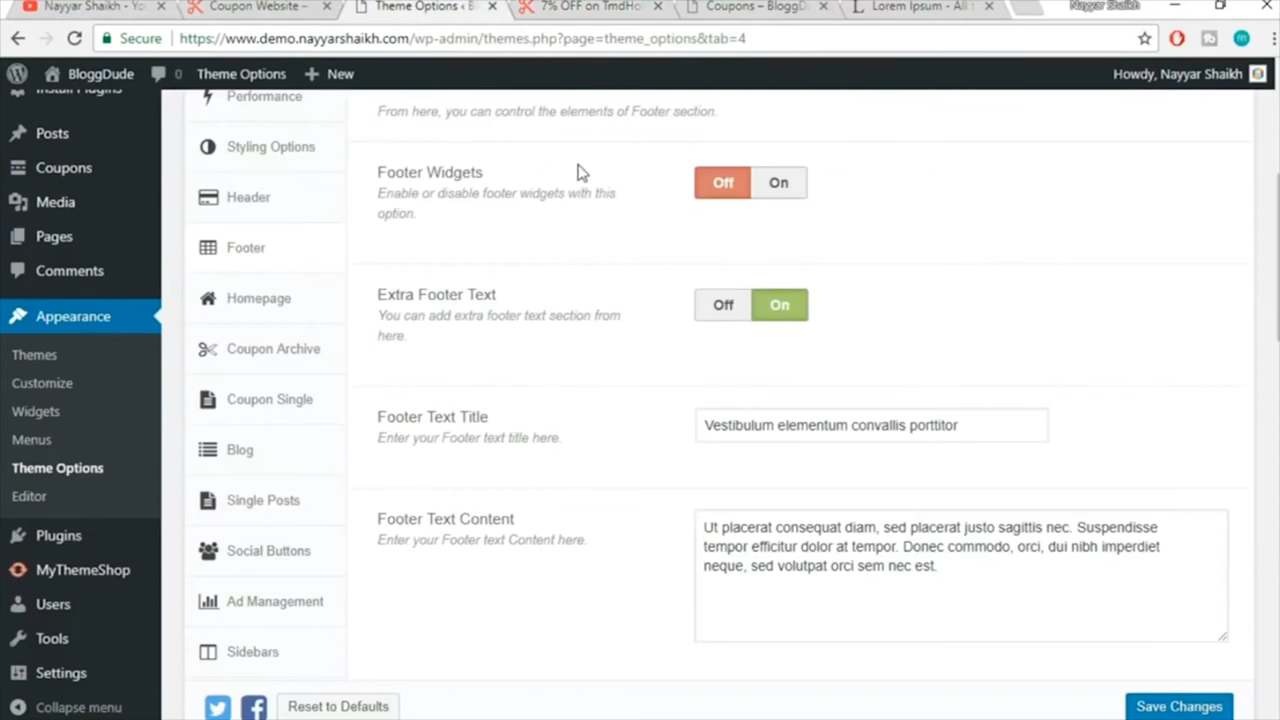 Nayyar Shaikh - Yo
Coupon Website -
Theme Options ‹ Bl
7% OFF on TmdHo
Coupons – BloggD
Lorem Ipsum - All t
Nayyar Shaikh
Secure
https://www.demo.nayyarshaikh.com/wp-admin/themes.php?page=theme_options&tab=4
BloggDude
0
Theme Options
+ New
Howdy, Nayyar Shaikh
Install Plugins
Posts
Coupons
Media
Pages
Comments
Appearance
Themes
Customize
Widgets
Menus
Theme Options
Editor
Plugins
MyThemeShop
Users
Tools
Settings
Collapse menu
Performance
Styling Options
Header
Footer
Homepage
Coupon Archive
Coupon Single
Blog
Single Posts
Social Buttons
Ad Management
Sidebars
From here, you can control the elements of Footer section.
Footer Widgets
Enable or disable footer widgets with this
option.
Off On
Extra Footer Text
You can add extra footer text section from
here.
Off On
Footer Text Title
Enter your Footer text title here.
Vestibulum elementum convallis porttitor
Footer Text Content
Enter your Footer text Content here.
Ut placerat consequat diam, sed placerat justo sagittis nec. Suspendisse
tempor efficitur dolor at tempor. Donec commodo, orci, dui nibh imperdiet
neque, sed volutpat orci sem nec est.
Reset to Defaults
Save Changes